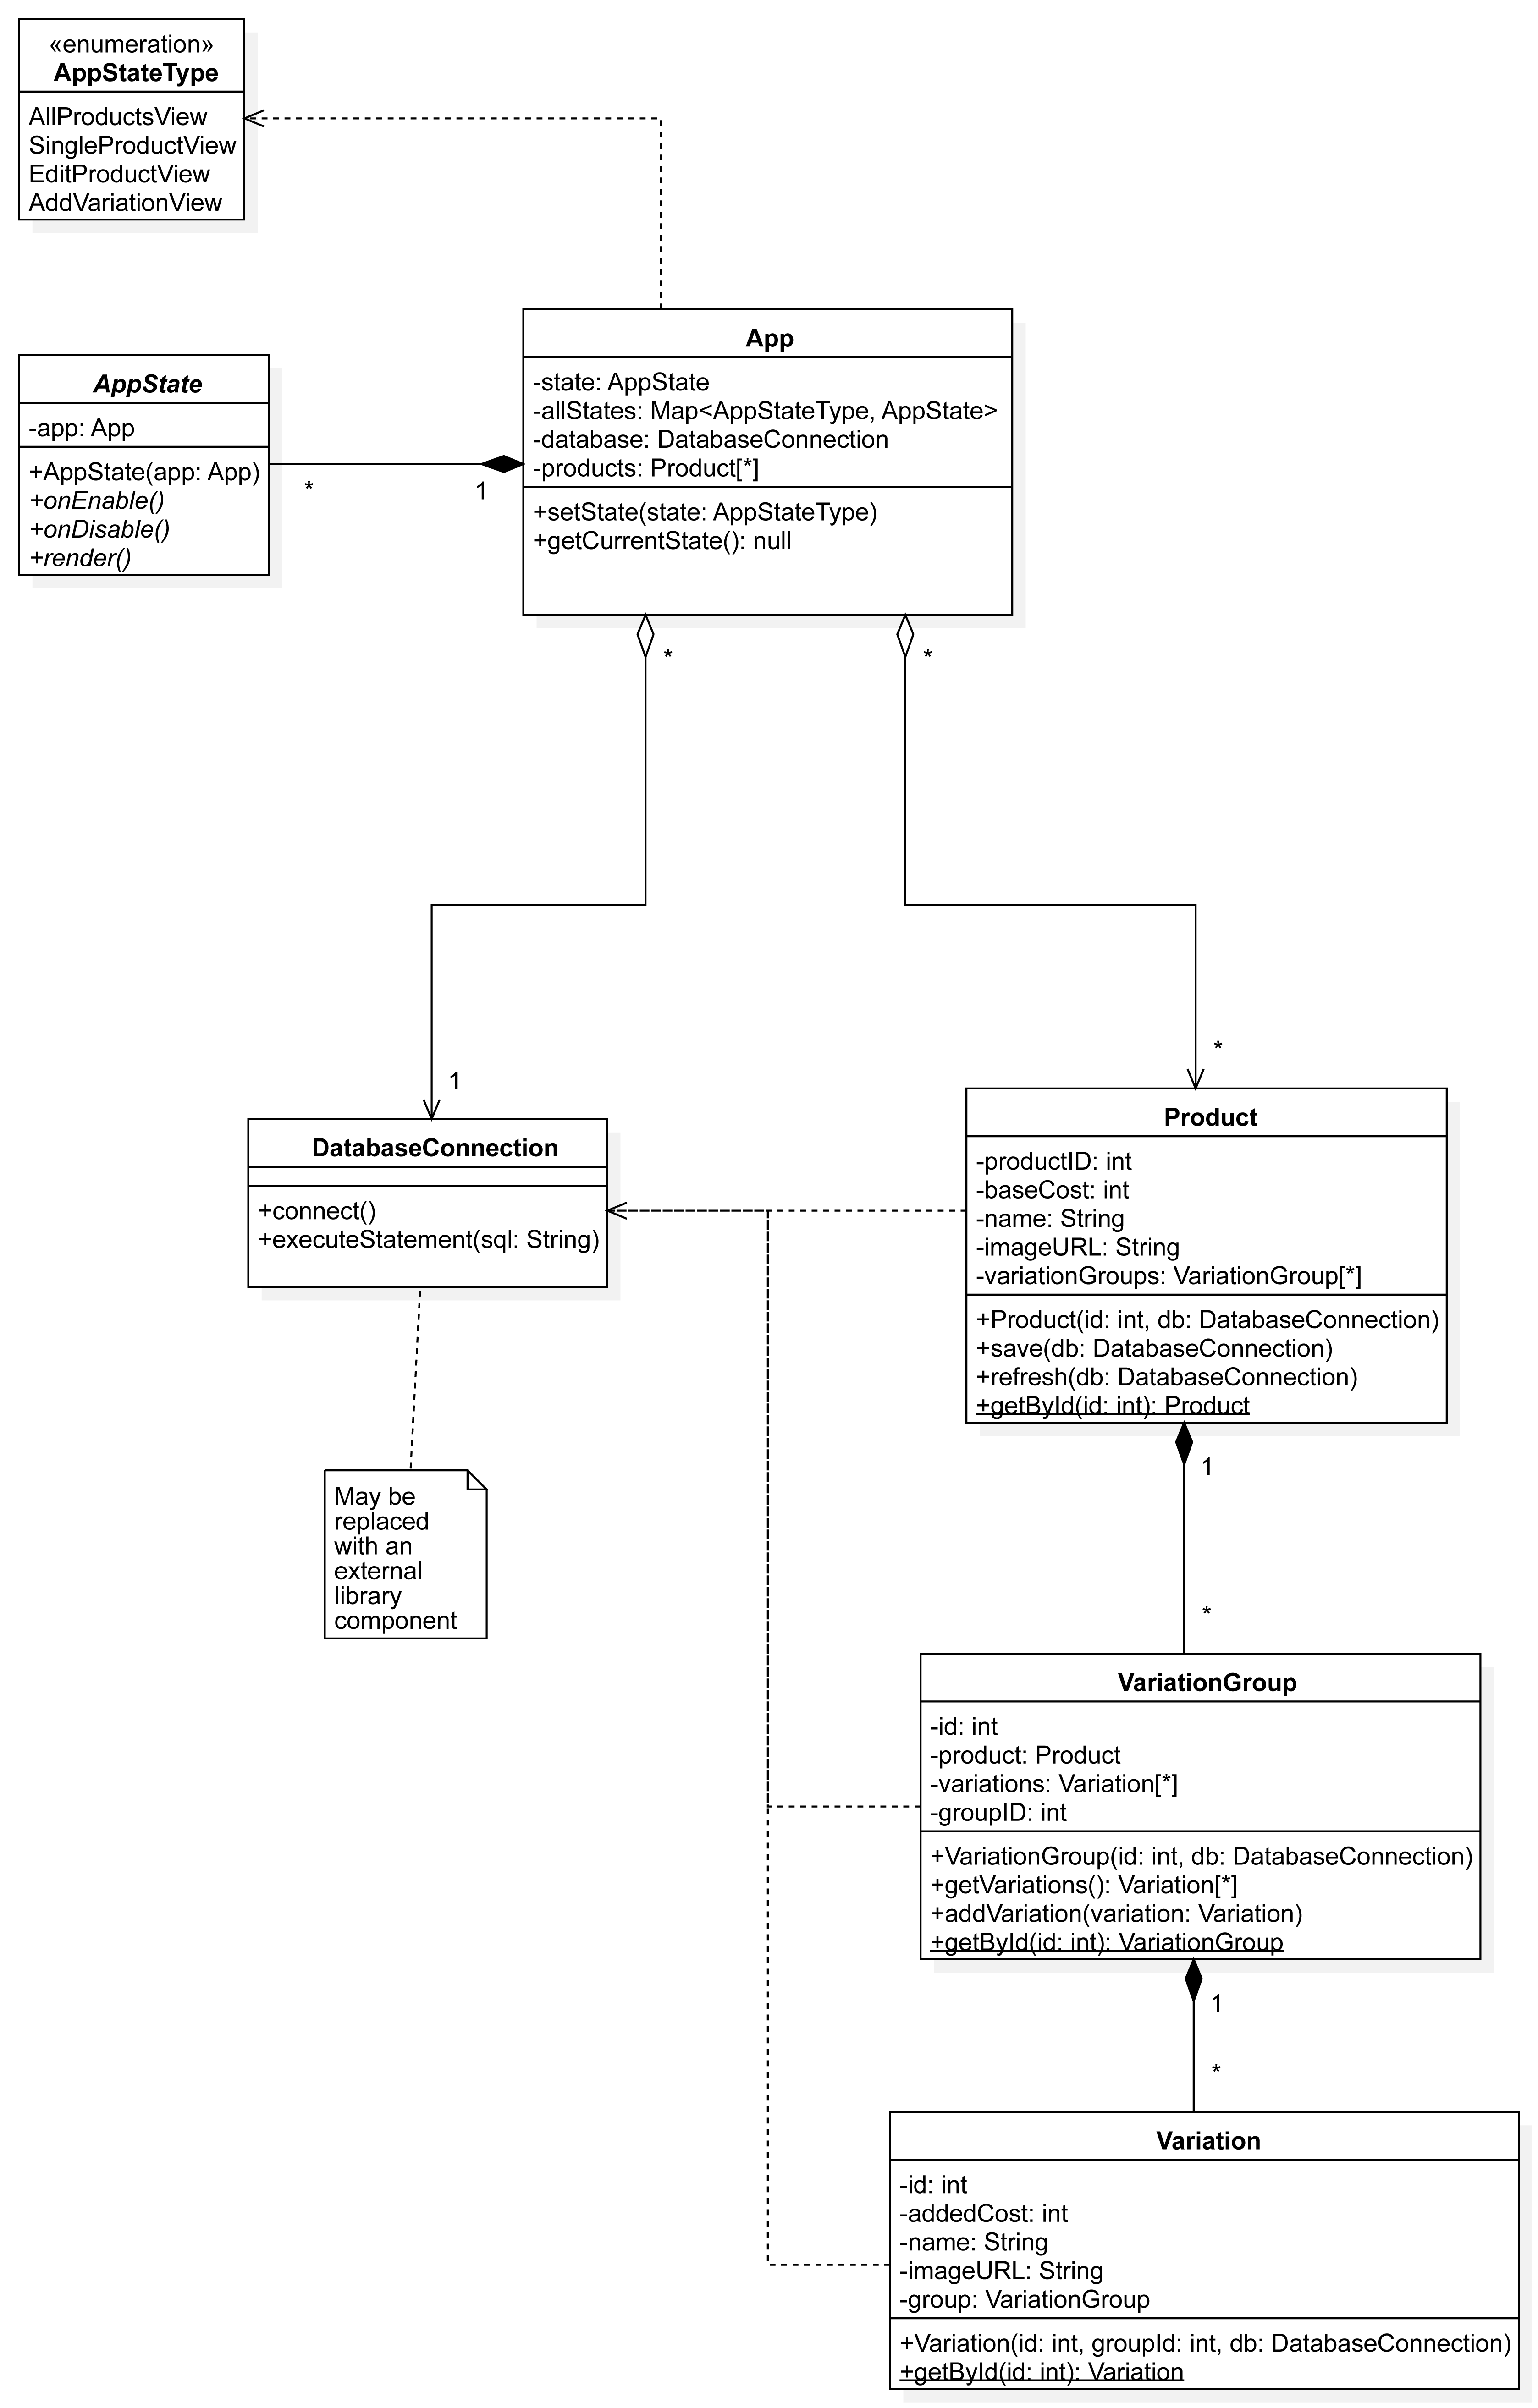 «enumeration»
AppStateType
AllProductsView
SingleProductView
EditProductView
AddVariationView
App
-state: AppState
-allStates: Map<AppStateType, AppState>
-database: DatabaseConnection
-products: Product[*]
+setState(state: AppStateType)
+getCurrentState(): null
AppState
-app: App
+AppState(app: App)
+onEnable()
+onDisable()
+render()
*
1
*
*
1
*
DatabaseConnection
+connect()
+executeStatement(sql: String)
May be
replaced
with an
external
library
component
Product
-productID: int
-baseCost: int
-name: String
-imageURL: String
-variationGroups: VariationGroup[*]
+Product(id: int, db: DatabaseConnection)
+save(db: DatabaseConnection)
+refresh(db: DatabaseConnection)
+getById(id: int): Product
1
*
VariationGroup
-id: int
-product: Product
-variations: Variation[*]
-groupID: int
+VariationGroup(id: int, db: DatabaseConnection)
+getVariations(): Variation[*]
+addVariation(variation: Variation)
+getById(id: int): VariationGroup
1
*
Variation
-id: int
-addedCost: int
-name: String
-imageURL: String
-group: VariationGroup
+Variation(id: int, groupId: int, db: DatabaseConnection)
+getById(id: int): Variation